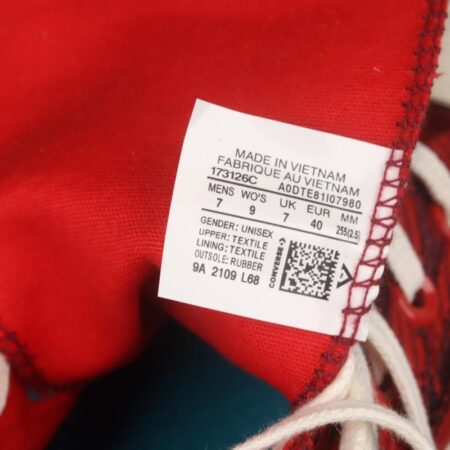 MADE IN VIETNAM
FABRIQUE AU VIETNAM
173126C A0DTE81I07980
MENS WO'S UK EUR MM
7 9 7 40 255(2.5)
GENDER: UNISEX
UPPER: TEXTILE
LINING: TEXTILE
OUTSOLE: RUBBER
9A 2109 L68
CONVERSE